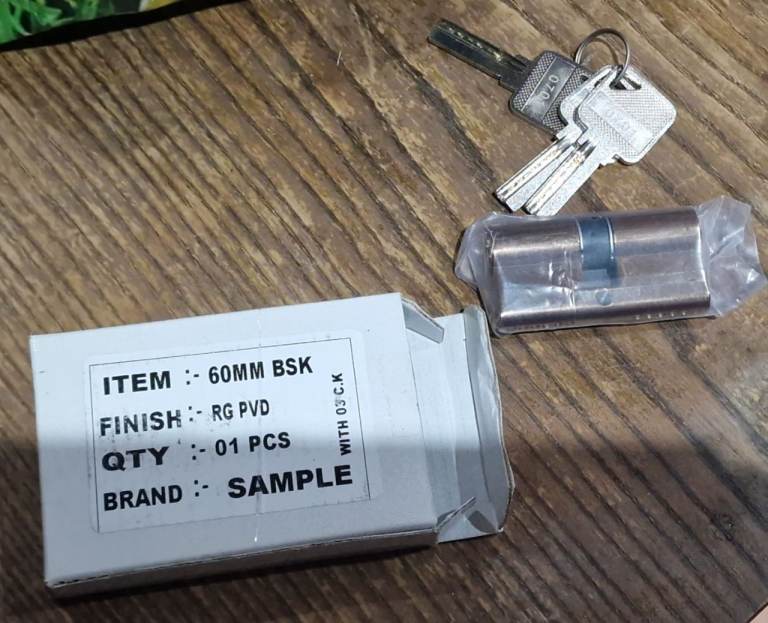 ITEM :- 60MM BSK
FINISH :- RG PVD
QTY :- 01 PCS
BRAND :- SAMPLE
WITH 03 C.K